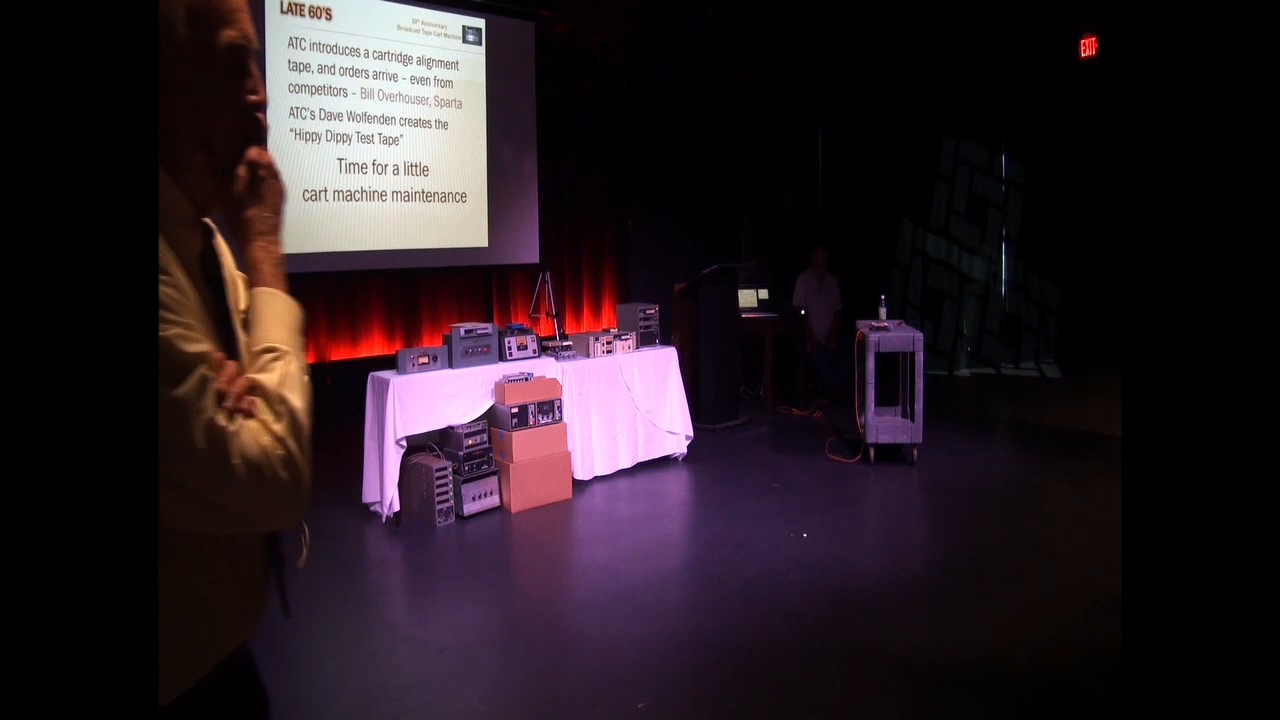 LATE 60'S
50th Anniversary
Broadcast Tape Cart Machine
ATC introduces a cartridge alignment
tape, and orders arrive – even from
competitors – Bill Overhouser, Sparta
ATC's Dave Wolfenden creates the
“Hippy Dippy Test Tape”
Time for a little
cart machine maintenance
EXIT